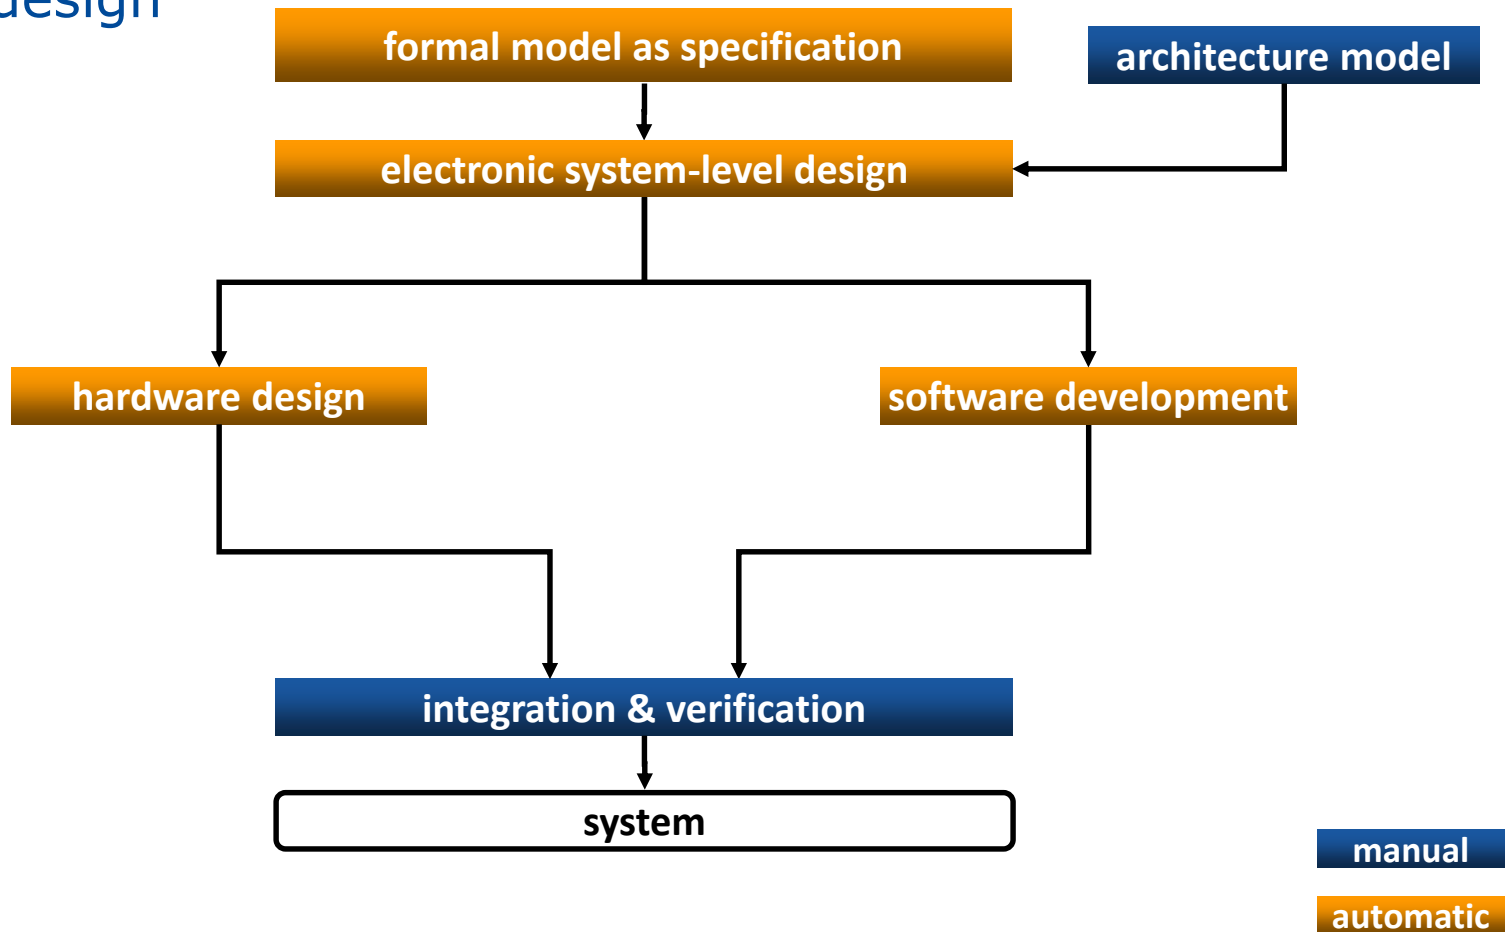 design
formal model as specification
architecture model
electronic system-level design
hardware design
software development
integration & verification
system
manual
automatic